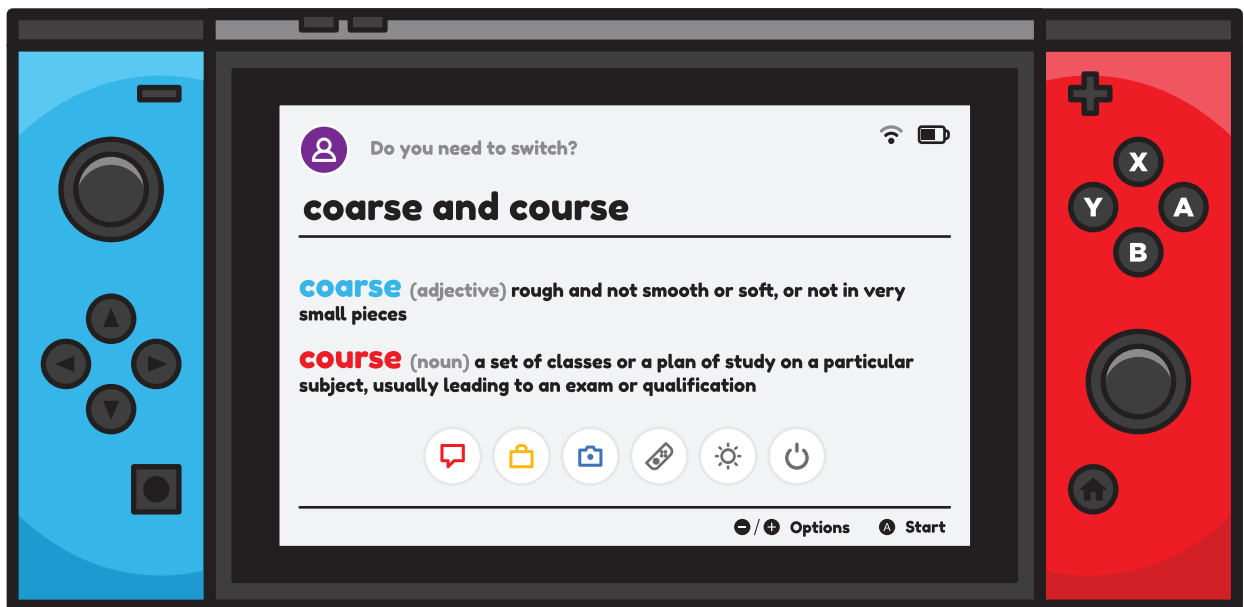 Do you need to switch?
coarse and course
coarse (adjective) rough and not smooth or soft, or not in very
small pieces
course (noun) a set of classes or a plan of study on a particular
subject, usually leading to an exam or qualification
X
Y A
B
/ Options A Start